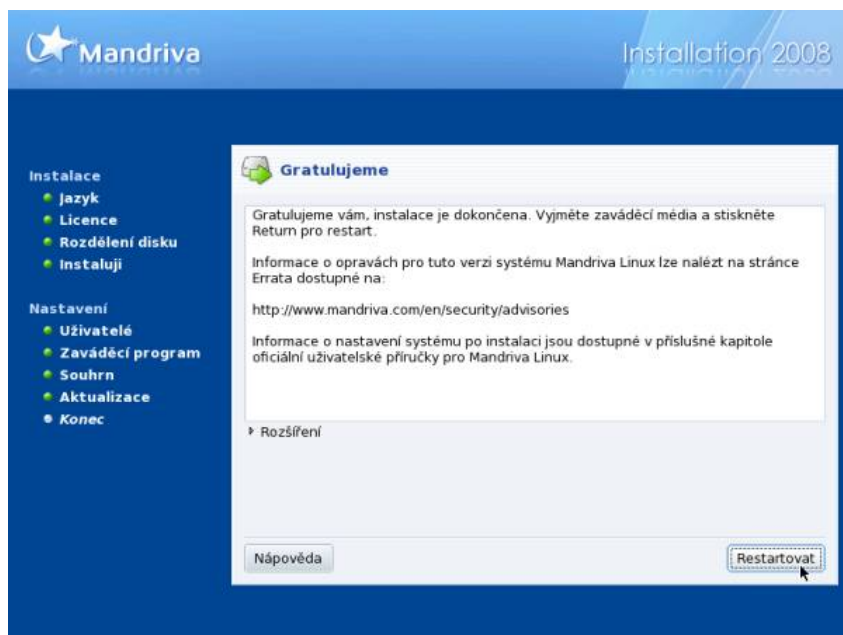 Mandriva
Installation 2008
Instalace
Jazyk
Licence
Rozdělení disku
Instaluji
Nastavení
Uživatelé
Zaváděcí program
Souhrn
Aktualizace
Konec
Gratulujeme
Gratulujeme vám, instalace je dokončena. Vyjměte zaváděcí média a stiskněte
Return pro restart.
Informace o opravách pro tuto verzi systému Mandriva Linux lze nalézt na stránce
Errata dostupné na:
http://www.mandriva.com/en/security/advisories
Informace o nastavení systému po instalaci jsou dostupné v příslušné kapitole
oficiální uživatelské příručky pro Mandriva Linux.
Rozšíření
Nápověda
Restartovat